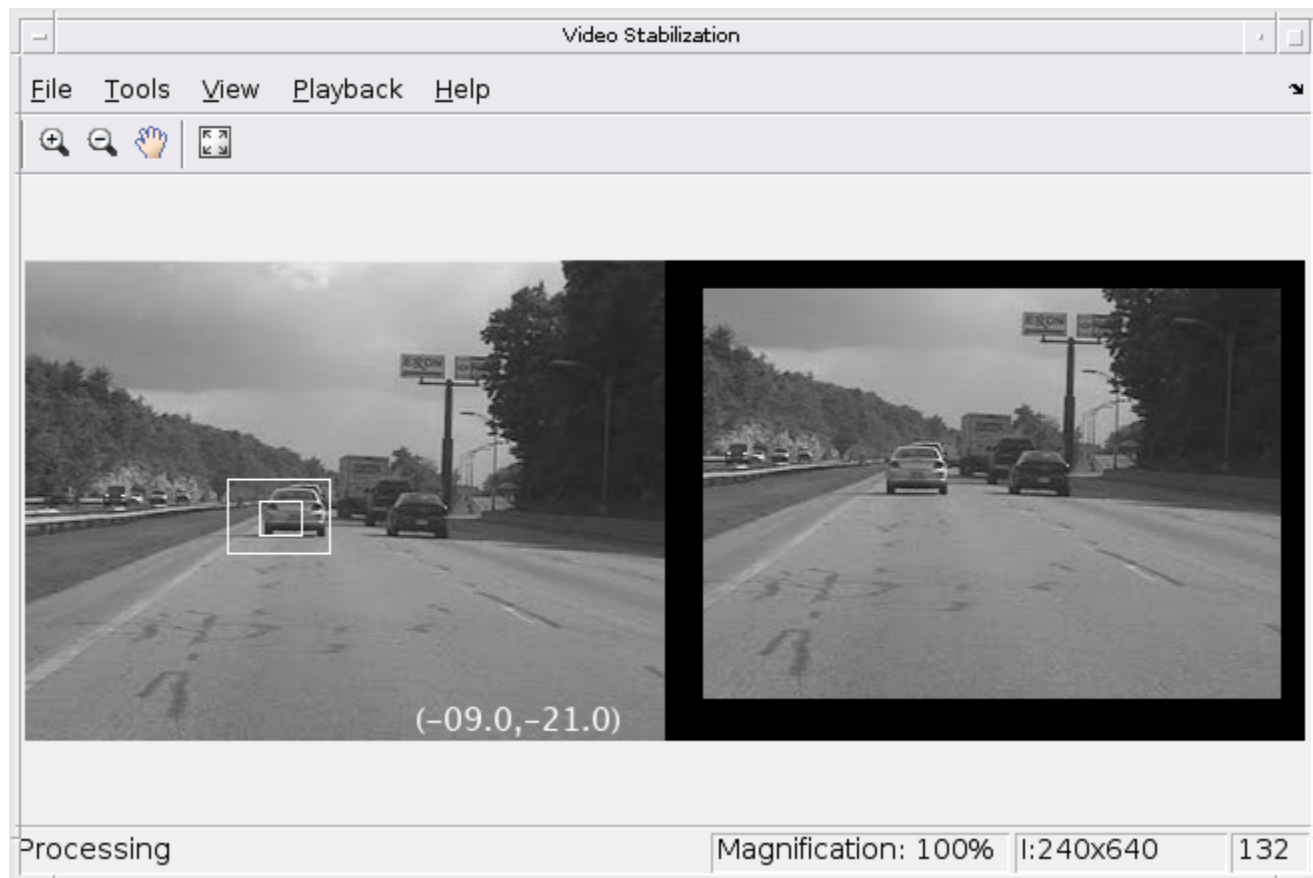 Video Stabilization
File Tools View Playback Help
EXXON
(-09.0,-21.0)
EXXON
Processing
Magnification: 100%
I:240x640
132